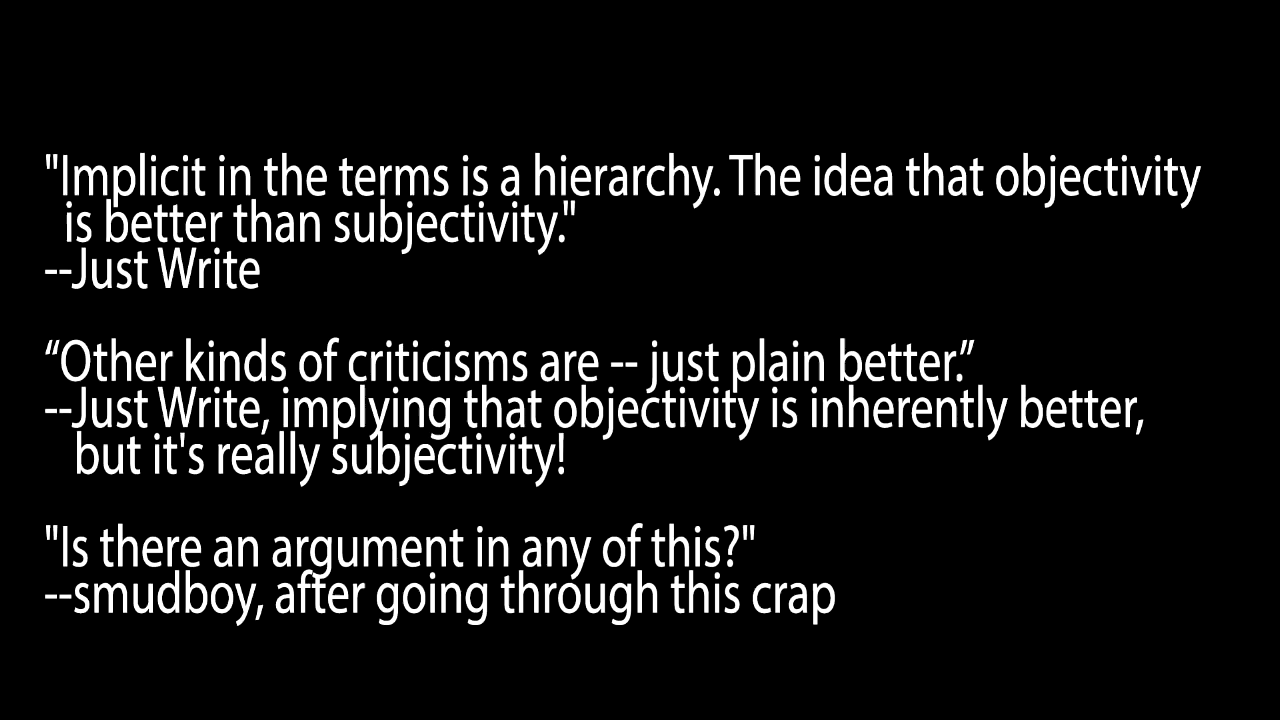 "Implicit in the terms is a hierarchy. The idea that objectivity
is better than subjectivity."
--Just Write
“Other kinds of criticisms are -- just plain better.”
--Just Write, implying that objectivity is inherently better,
but it's really subjectivity!
"Is there an argument in any of this?"
--smudboy, after going through this crap